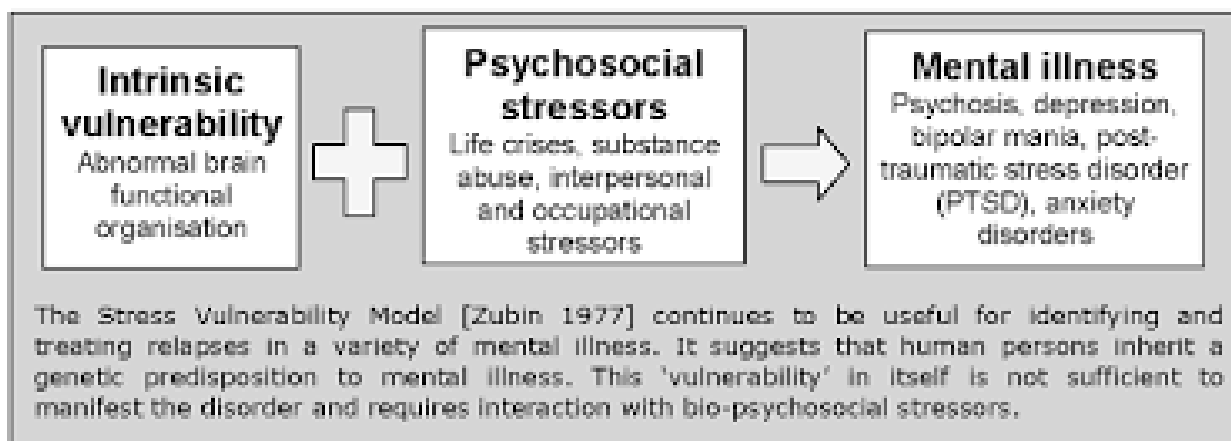 Intrinsic
vulnerability
Abnormal brain
functional
organisation
Psychosocial
stressors
Life crises, substance
abuse, interpersonal
and occupational
stressors
Mental illness
Psychosis, depression,
bipolar mania, post-
traumatic stress disorder
(PTSD), anxiety
disorders
The Stress Vulnerability Model [Zubin 1977] continues to be useful for identifying and
treating relapses in a variety of mental illness. It suggests that human persons inherit a
genetic predisposition to mental illness. This 'vulnerability' in itself is not sufficient to
manifest the disorder and requires interaction with bio-psychosocial stressors.